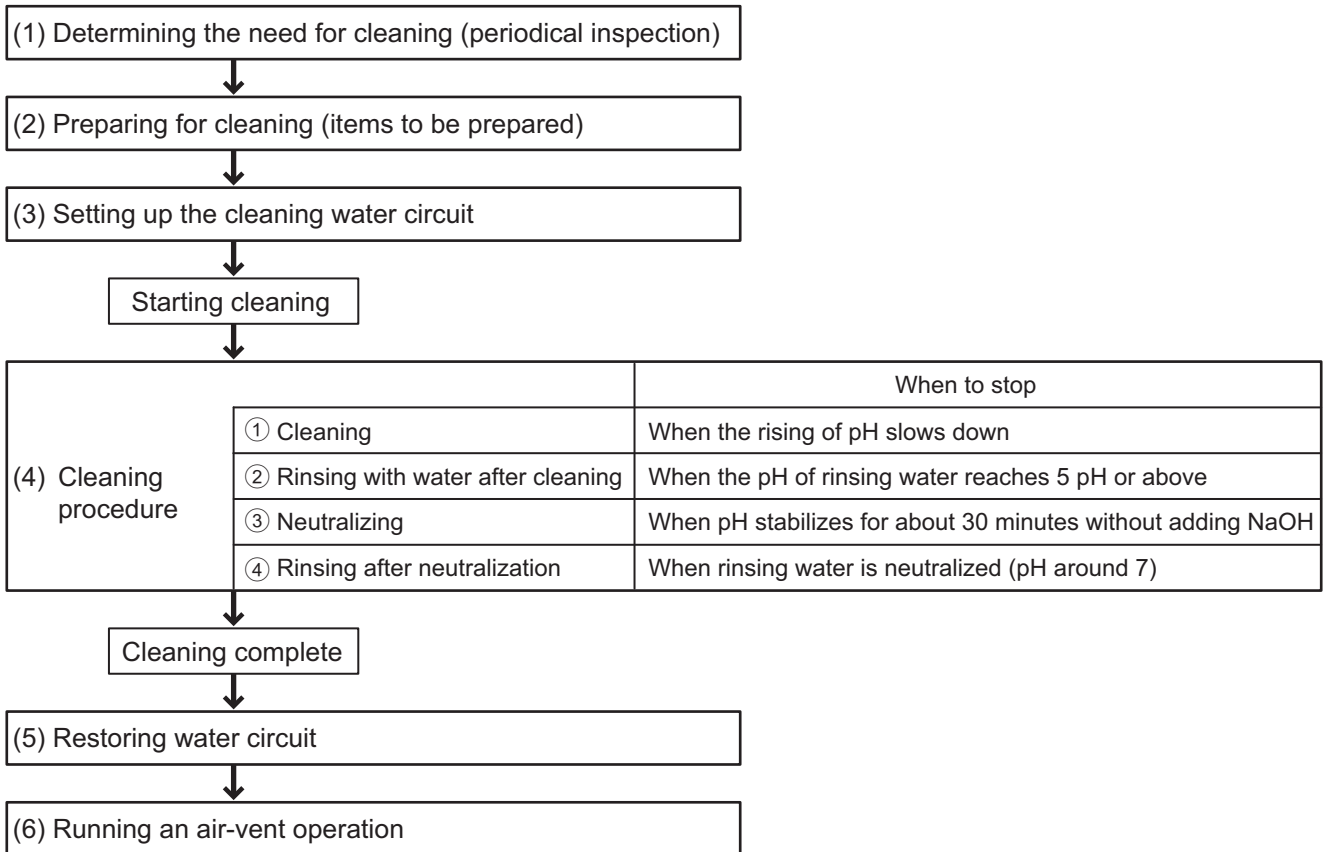 (1) Determining the need for cleaning (periodical inspection)
(2) Preparing for cleaning (items to be prepared)
(3) Setting up the cleaning water circuit
Starting cleaning
When to stop
(4) Cleaning
procedure
① Cleaning
When the rising of pH slows down
② Rinsing with water after cleaning
When the pH of rinsing water reaches 5 pH or above
③ Neutralizing
When pH stabilizes for about 30 minutes without adding NaOH
④ Rinsing after neutralization
When rinsing water is neutralized (pH around 7)
Cleaning complete
(5) Restoring water circuit
(6) Running an air-vent operation